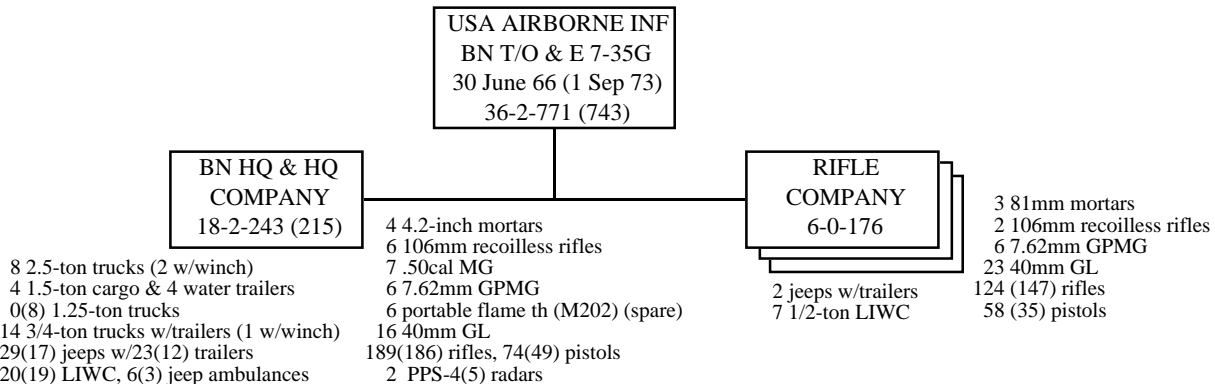 USA AIRBORNE INF
BN T/O & E 7-35G
30 June 66 (1 Sep 73)
36-2-771 (743)
BN HQ & HQ
COMPANY
18-2-243 (215)
8 2.5-ton trucks (2 w/winch)
4 1.5-ton cargo & 4 water trailers
0(8) 1.25-ton trucks
14 3/4-ton trucks w/trailers (1 w/winch)
29(17) jeeps w/23(12) trailers
20(19) LIWC, 6(3) jeep ambulances
4 4.2-inch mortars
6 106mm recoilless rifles
7 .50cal MG
6 7.62mm GPMG
6 portable flame th (M202) (spare)
16 40mm GL
189(186) rifles, 74(49) pistols
2 PPS-4(5) radars
RIFLE
COMPANY
6-0-176
2 jeeps w/trailers
7 1/2-ton LIWC
3 81mm mortars
2 106mm recoilless rifles
6 7.62mm GPMG
23 40mm GL
124 (147) rifles
58 (35) pistols